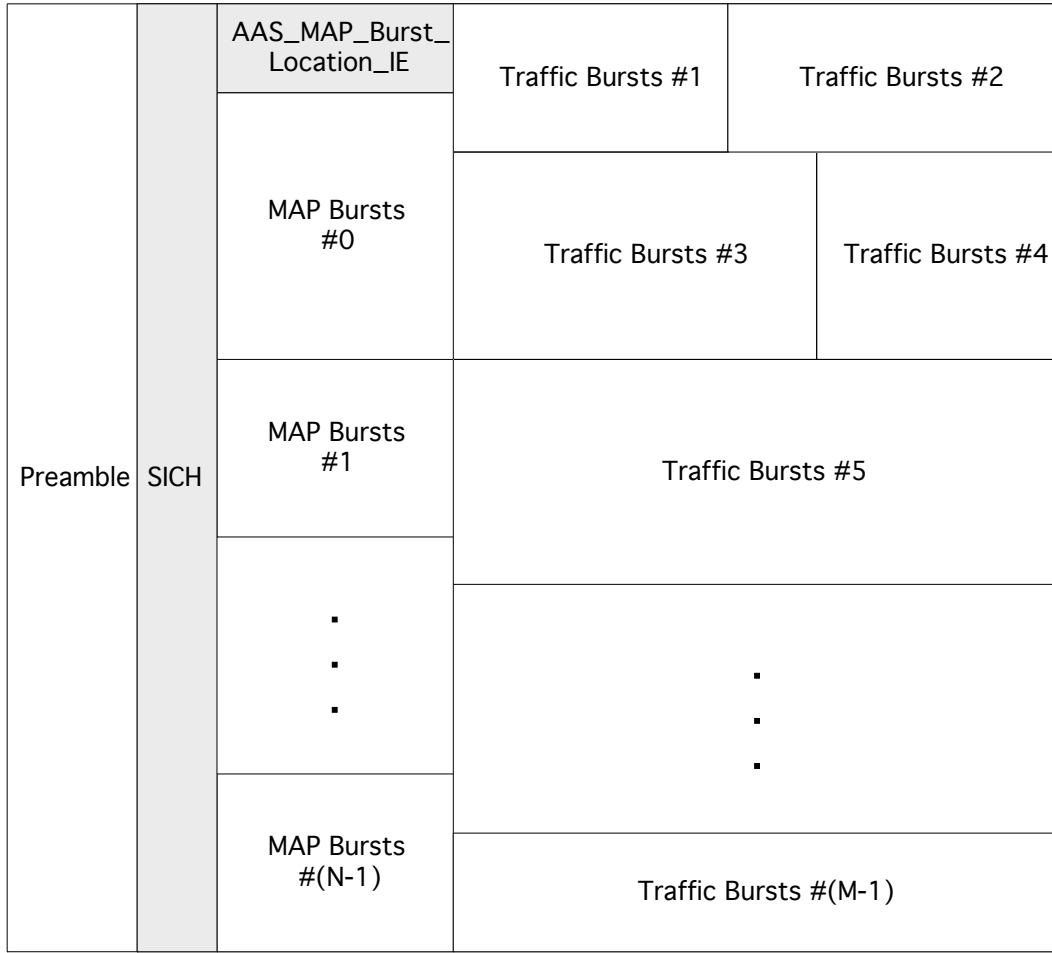 Preamble
SICH
AAS_MAP_Burst_
Location_IE
MAP Bursts
#0
MAP Bursts
#1
MAP Bursts
#(N-1)
Traffic Bursts #1
Traffic Bursts #2
Traffic Bursts #3
Traffic Bursts #4
Traffic Bursts #5
Traffic Bursts #(M-1)